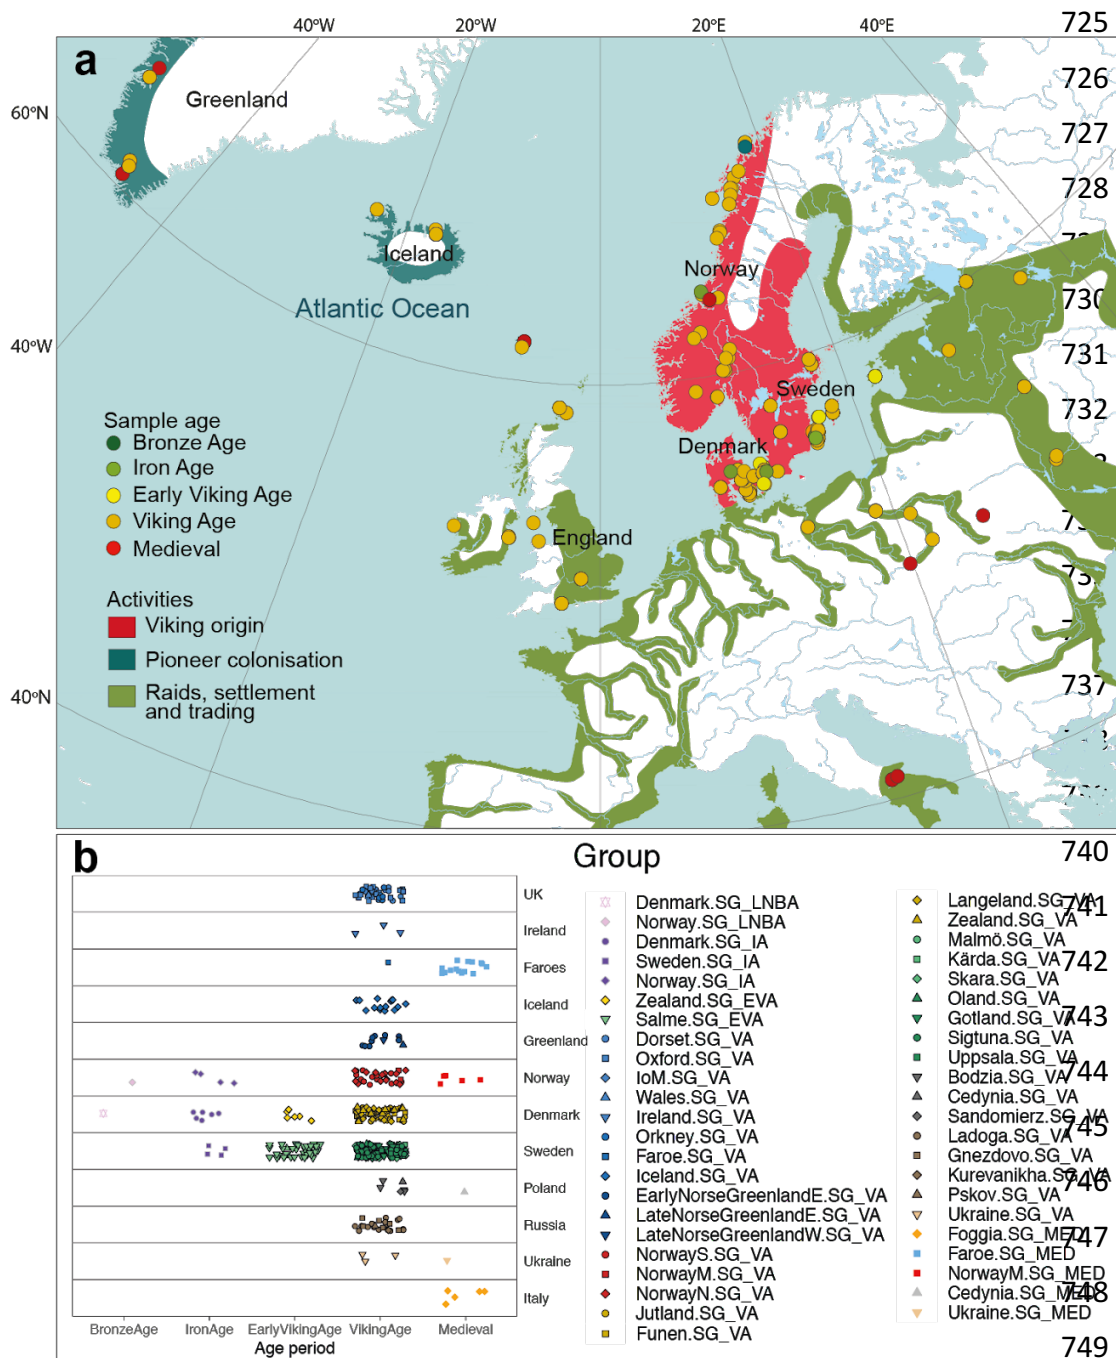 40°W
20°W
20°E
40°E
725
a
726
Greenland
60°N
727
728
Iceland
Norway
Atlantic Ocean
730
40°W
731
Sweden
732
Sample age
Bronze Age
Denmark
Iron Age
Early Viking Age
Viking Age
England
Medieval
Activities
Viking origin
Pioneer colonisation
737
40°N
Raids, settlement
and trading
b
Group
740
UK
Ireland
Faroes
Iceland
Greenland
Norway
Denmark
Sweden
Poland
Russia
Ukraine
Italy
BronzeAge
IronAge
EarlyVikingAge
VikingAge
Medieval
Age period
Denmark.SG_LNBA
Norway.SG_LNBA
Denmark.SG_IA
Sweden.SG_IA
Norway.SG_IA
Zealand.SG_EVA
Salme.SG_EVA
Dorset.SG_VA
Oxford.SG_VA
IoM.SG_VA
Wales.SG_VA
Ireland.SG_VA
Orkney.SG_VA
Faroe.SG_VA
Iceland.SG_VA
EarlyNorseGreenlandE.SG_VA
LateNorseGreenlandE.SG_VA
LateNorseGreenlandW.SG_VA
NorwayS.SG_VA
NorwayM.SG_VA
NorwayN.SG_VA
Jutland.SG_VA
Funen.SG_VA
Langeland.SG_VA
741
Zealand.SG_VA
Malmö.SG_VA
Kärda.SG_VA
742
Skara.SG_VA
Oland.SG_VA
Gotland.SG_VA
743
Sigtuna.SG_VA
Uppsala.SG_VA
Bodzia.SG_VA
744
Cedynia.SG_VA
Sandomierz.SG_VA
745
Ladoga.SG_VA
Gnezdovo.SG_VA
Kurevanikha.SG_VA
746
Pskov.SG_VA
Ukraine.SG_VA
Foggia.SG_MED
747
Faroe.SG_MED
NorwayM.SG_MED
Cedynia.SG_MED
748
Ukraine.SG_MED
749